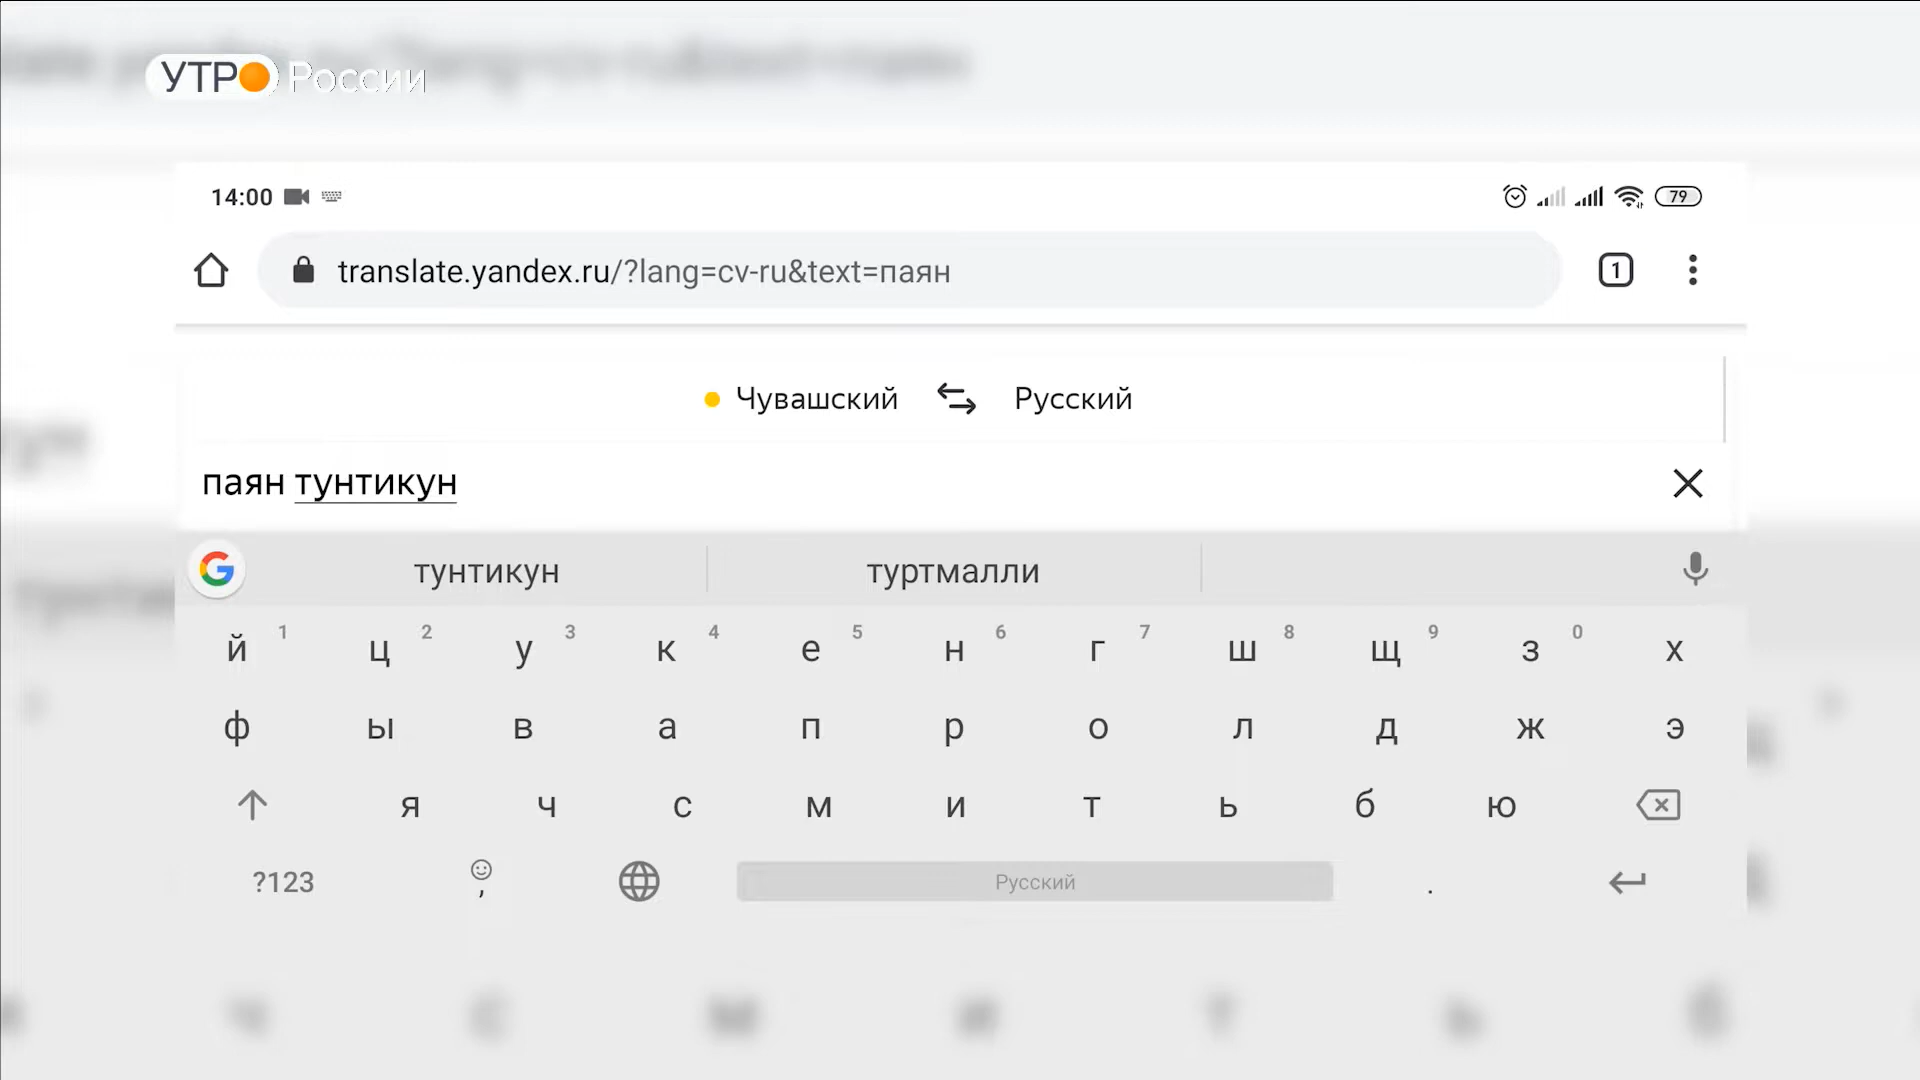 УТРО России
14:00
79
translate.yandex.ru/?lang=cv-ru&text=паян
1
Чувашский
Русский
паян тунтикун
тунтикун
туртмалли
й 1 ц 2 у 3 к 4 е 5 н 6 г 7 ш 8 щ 9 з 0 х
ф ы в а п р о л д ж э
я ч с м и т ь б ю
?123 , Русский .